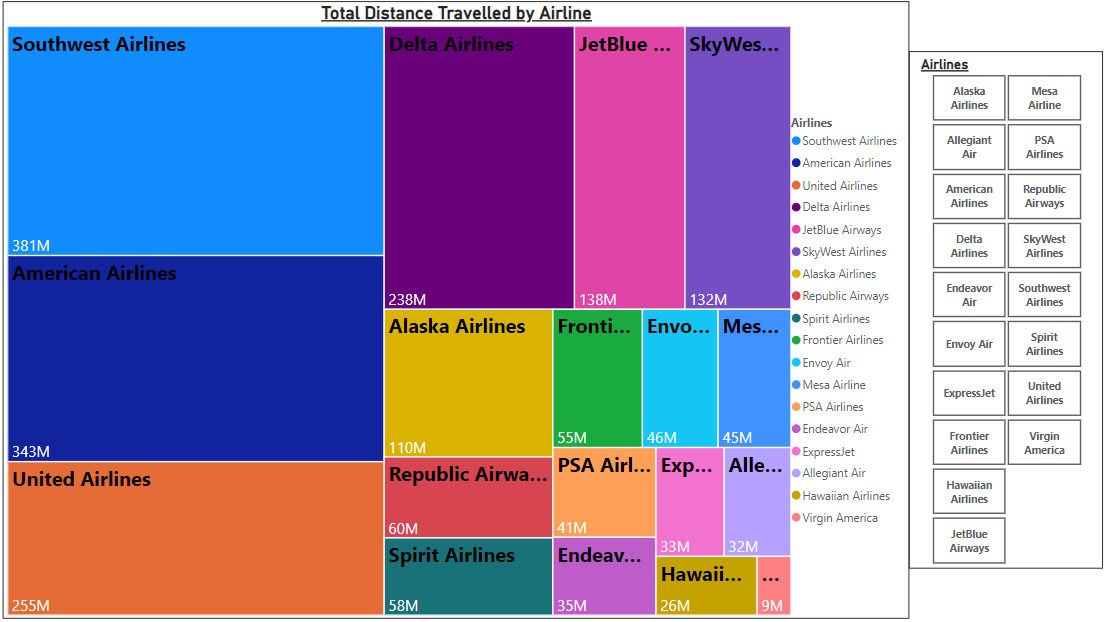 Total Distance Travelled by Airline
Southwest Airlines
381M
American Airlines
343M
United Airlines
255M
Delta Airlines
238M
JetBlue ...
138M
SkyWes...
132M
Alaska Airlines
110M
Republic Airwa...
60M
Spirit Airlines
58M
Fronti...
55M
Envo...
46M
Mes...
45M
PSA Airl...
41M
Endeav...
35M
Exp...
33M
Alle...
32M
Hawaii...
26M
...
9M
Airlines
Southwest Airlines
American Airlines
United Airlines
Delta Airlines
JetBlue Airways
SkyWest Airlines
Alaska Airlines
Republic Airways
Spirit Airlines
Frontier Airlines
Envoy Air
Mesa Airline
PSA Airlines
Endeavor Air
ExpressJet
Allegiant Air
Hawaiian Airlines
Virgin America
Airlines
Alaska
Airlines
Mesa
Airline
Allegiant
Air
PSA
Airlines
American
Airlines
Republic
Airways
Delta
Airlines
SkyWest
Airlines
Endeavor
Air
Southwest
Airlines
Envoy Air
Spirit
Airlines
ExpressJet
United
Airlines
Frontier
Airlines
Virgin
America
Hawaiian
Airlines
JetBlue
Airways